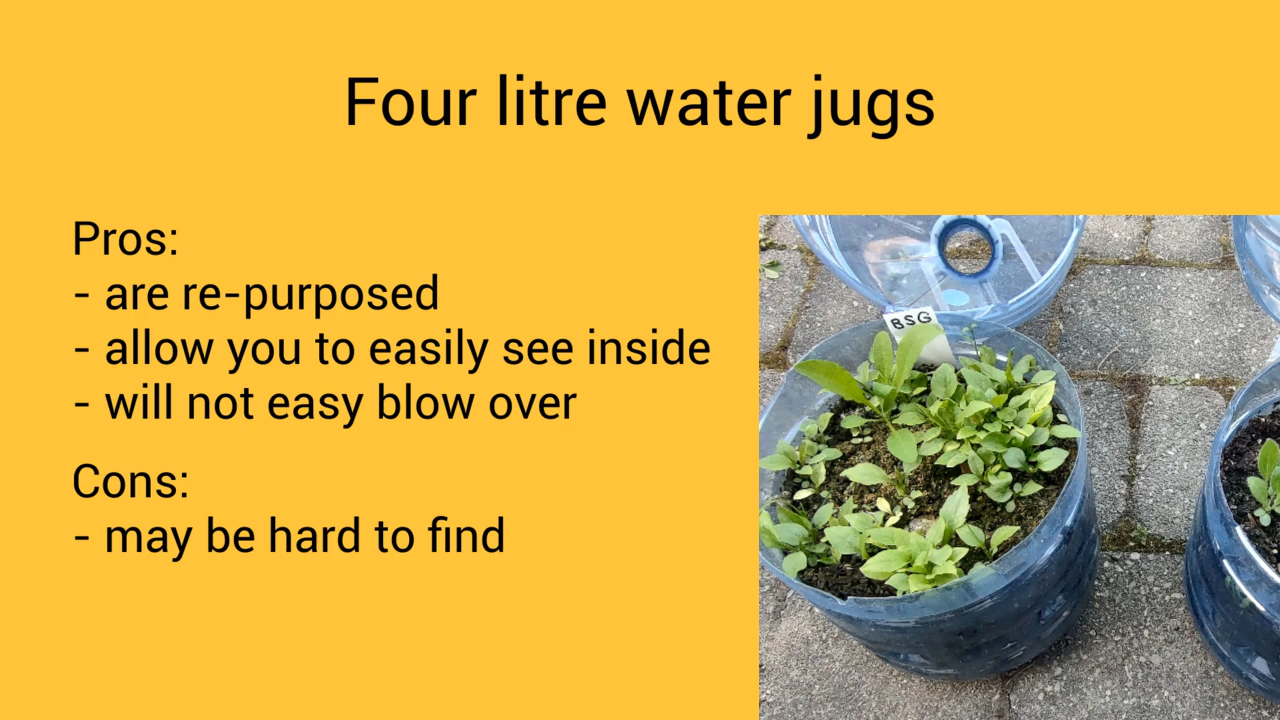 Four litre water jugs
Pros:
- are re-purposed
- allow you to easily see inside
- will not easy blow over
Cons:
- may be hard to find
BSG